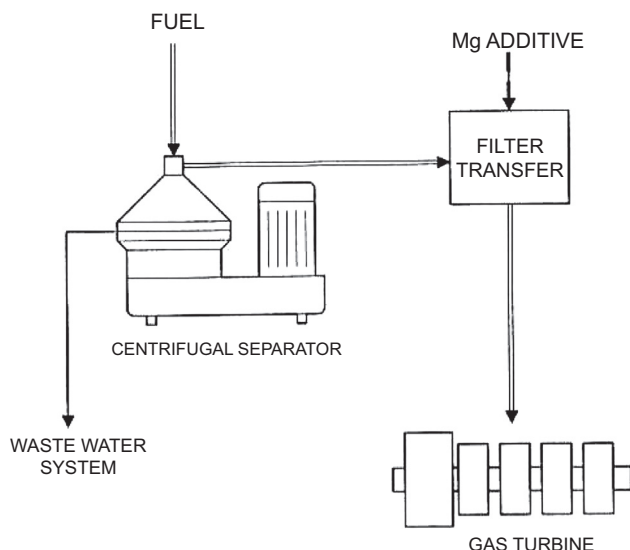 FUEL
Mg ADDITIVE
FILTER
TRANSFER
CENTRIFUGAL SEPARATOR
WASTE WATER
SYSTEM
GAS TURBINE